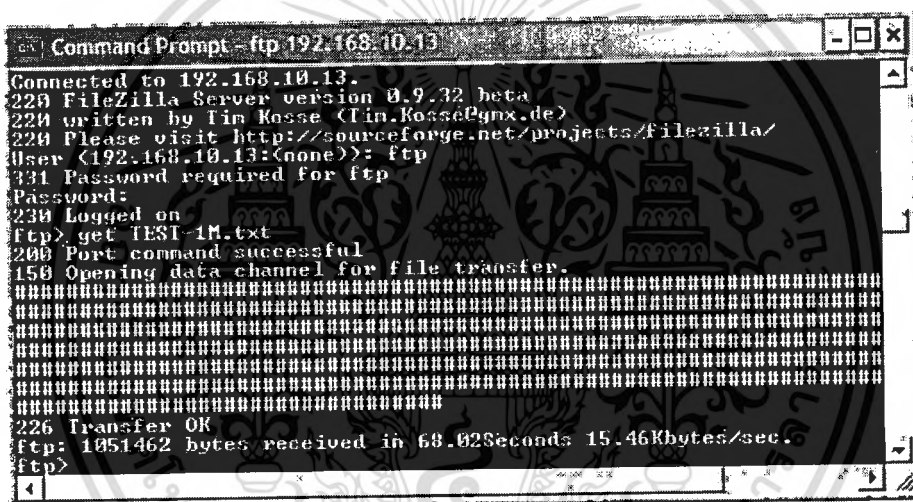 Command Prompt - ftp 192.168.10.13
Connected to 192.168.10.13.
220 FileZilla Server version 0.9.32 beta
220 written by Tim Kosse (Tim.Kosse@gmx.de)
220 Please visit http://sourceforge.net/projects/filezilla/
User (192.168.10.13:(none)): ftp
331 Password required for ftp
Password:
230 Logged on
ftp> get TEST-1M.txt
200 Port command successful
150 Opening data channel for file transfer.
################################################################################
################################################################################
################################################################################
################################################################################
################################################################################
################################################################################
#######################################
226 Transfer OK
ftp: 1051462 bytes received in 68.02Seconds 15.46Kbytes/sec.
ftp>